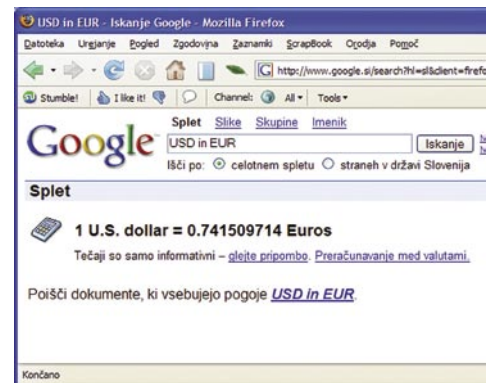 USD in EUR - Iskanje Google - Mozilla Firefox
Datoteka Urejanje Pogled Zgodovina Zaznamki ScrapBook Orodja Pomoč
G http://www.google.si/search?hl=sl&client=firefo
Stumble! I like it! Channel: All Tools
Splet Slike Skupine Imenik
Google USD in EUR Iskanje
Išči po: celotnem spletu straneh v državi Slovenija
Splet
1 U.S. dollar = 0.741509714 Euros
Tečaji so samo informativni – glejte pripombo. Preračunavanje med valutami.
Poišči dokumente, ki vsebujejo pogoje USD in EUR.
Končano